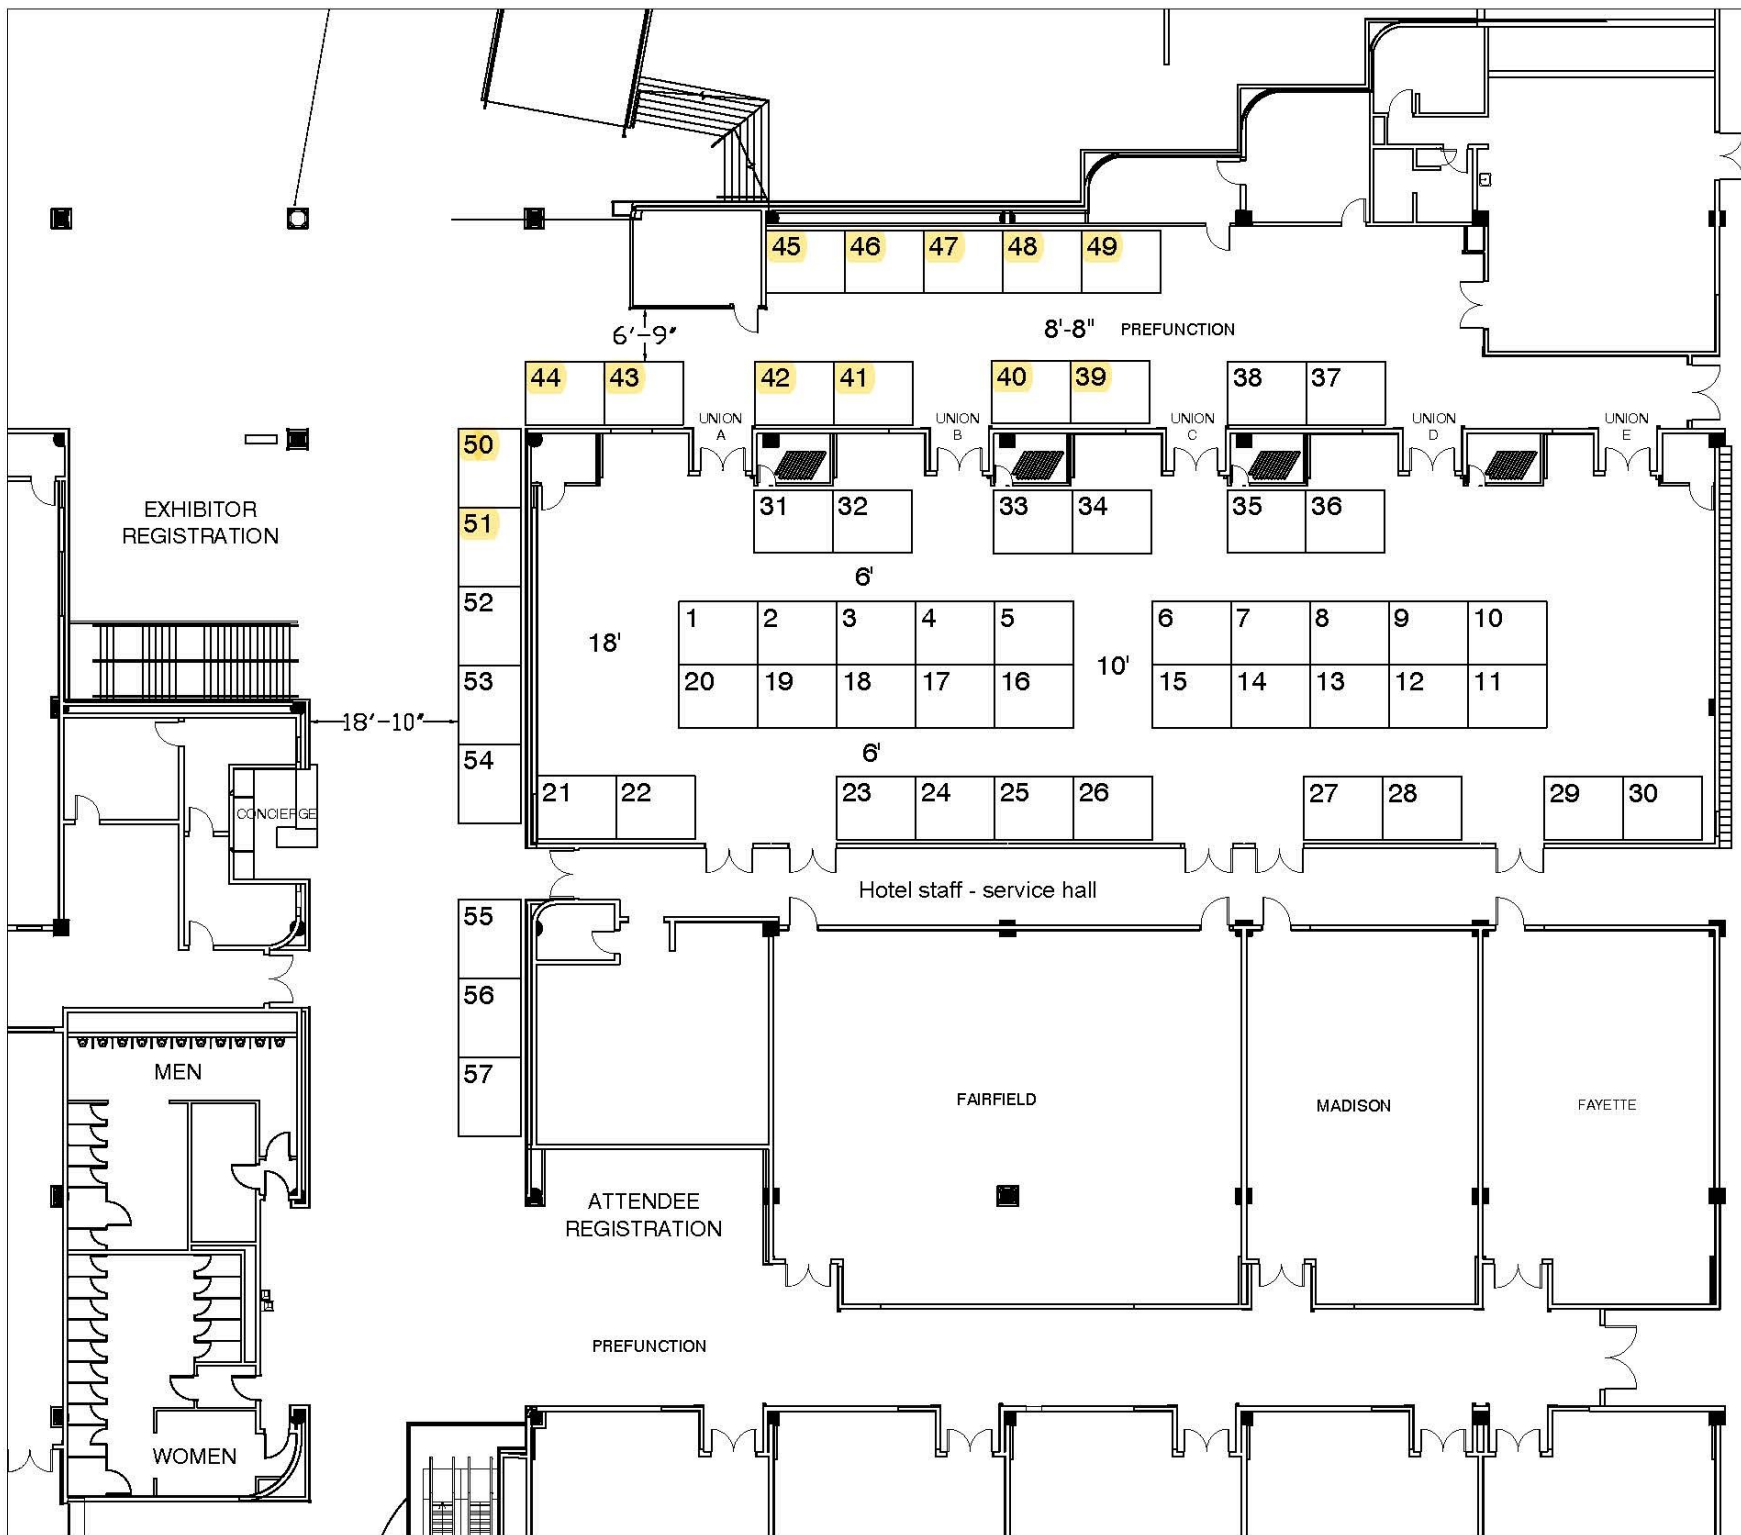 45 46 47 48 49
6'-9" 8'-8" PREFUNCTION
44 43 42 41 40 39 38 37
UNION
A
UNION
B
UNION
C
UNION
D
UNION
E
50
51
52
53
54
EXHIBITOR
REGISTRATION
31 32 33 34 35 36
6'
1 2 3 4 5 6 7 8 9 10
18' 10'
20 19 18 17 16 15 14 13 12 11
18'-10"
6'
21 22 23 24 25 26 27 28 29 30
CONCIERGE
Hotel staff - service hall
55
56
57
MEN
FAIRFIELD
MADISON
FAYETTE
ATTENDEE
REGISTRATION
PREFUNCTION
WOMEN